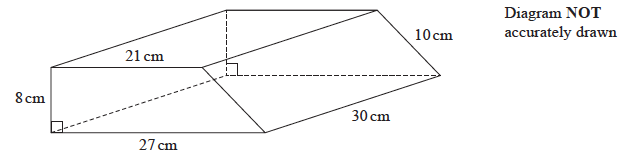 Diagram NOT
accurately drawn
10 cm
21 cm
8 cm
30 cm
27 cm